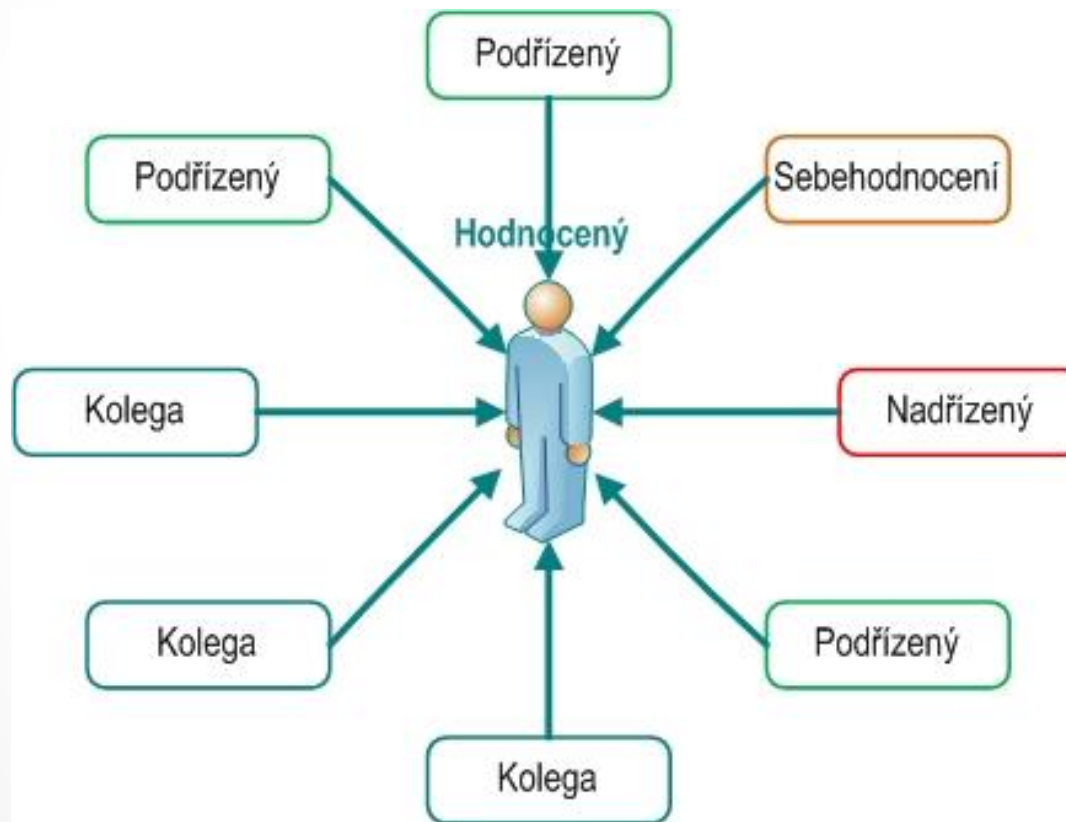 Podřízený
Podřízený
Sebehodnocení
Hodnocený
Kolega
Nadřízený
Kolega
Podřízený
Kolega